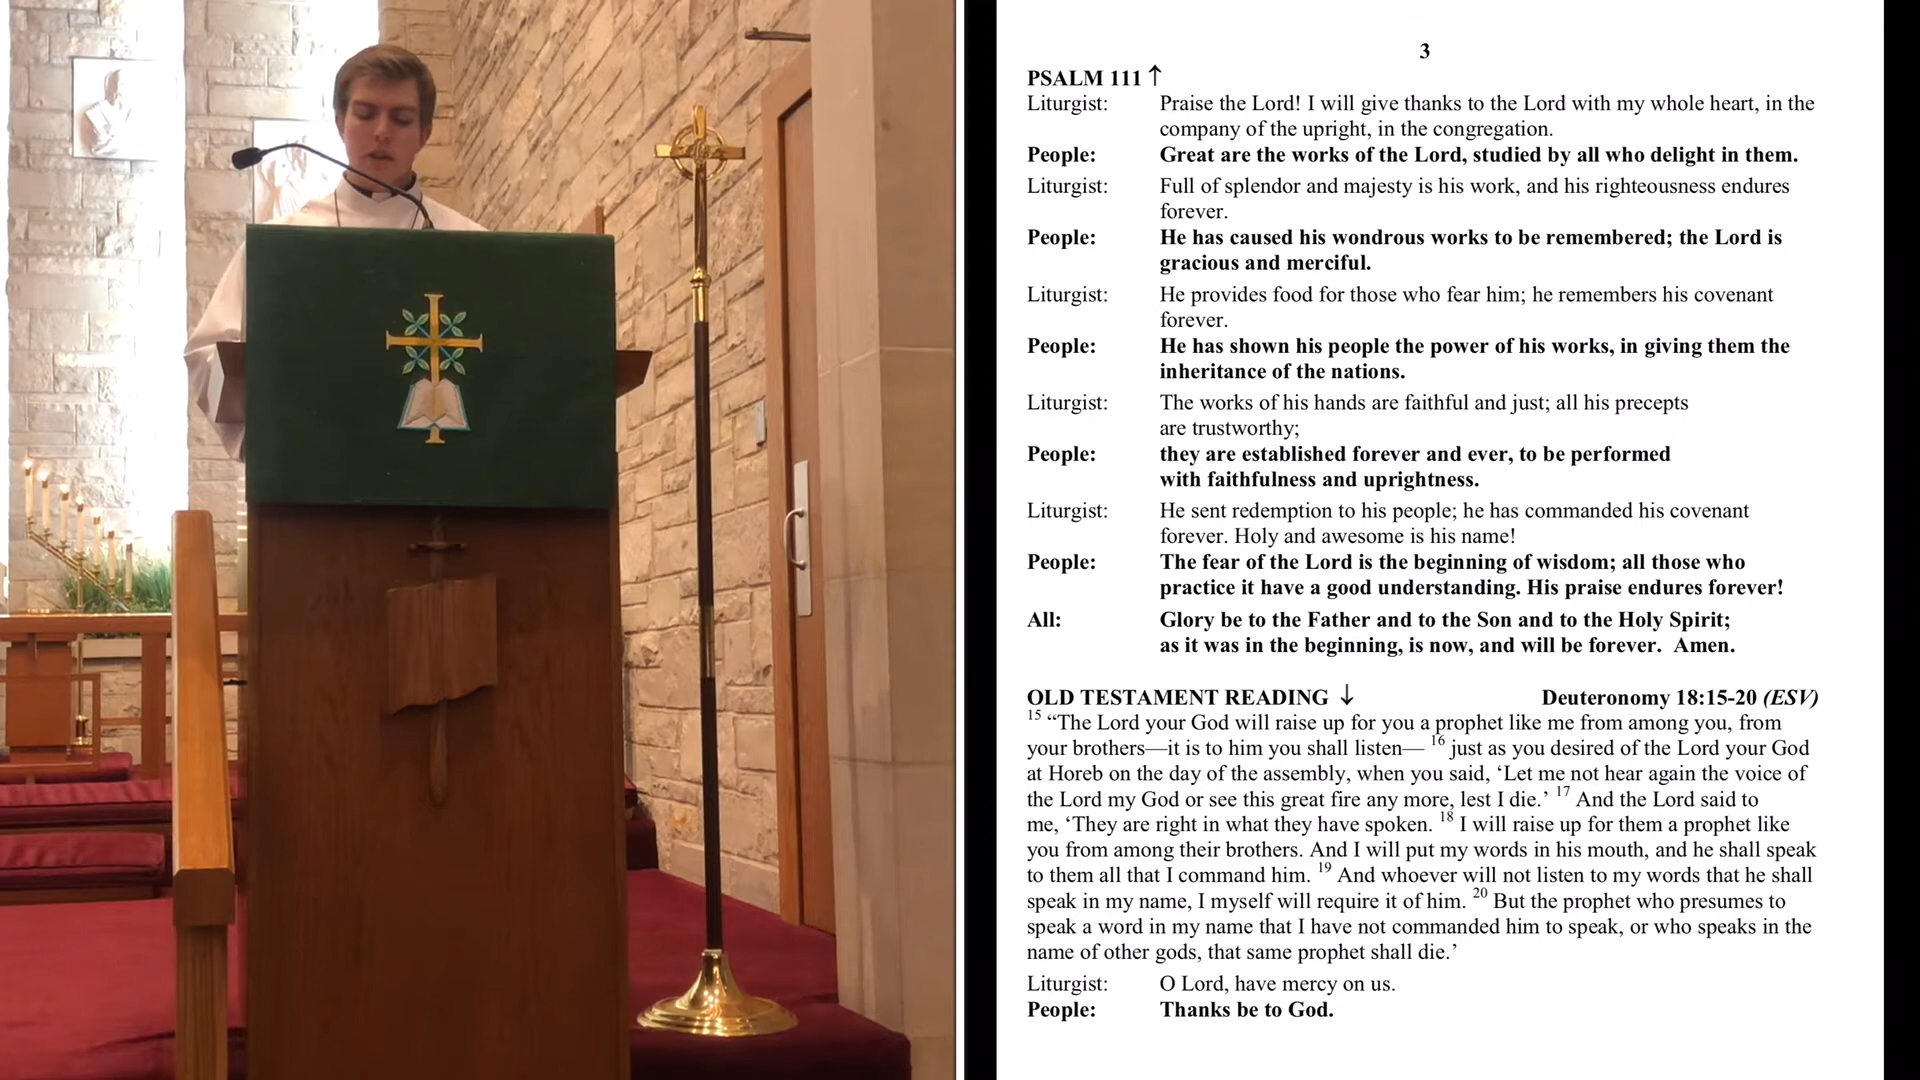 3
PSALM 111 ↑
Liturgist: Praise the Lord! I will give thanks to the Lord with my whole heart, in the
company of the upright, in the congregation.
People: Great are the works of the Lord, studied by all who delight in them.
Liturgist: Full of splendor and majesty is his work, and his righteousness endures
forever.
People: He has caused his wondrous works to be remembered; the Lord is
gracious and merciful.
Liturgist: He provides food for those who fear him; he remembers his covenant
forever.
People: He has shown his people the power of his works, in giving them the
inheritance of the nations.
Liturgist: The works of his hands are faithful and just; all his precepts
are trustworthy;
People: they are established forever and ever, to be performed
with faithfulness and uprightness.
Liturgist: He sent redemption to his people; he has commanded his covenant
forever. Holy and awesome is his name!
People: The fear of the Lord is the beginning of wisdom; all those who
practice it have a good understanding. His praise endures forever!
All: Glory be to the Father and to the Son and to the Holy Spirit;
as it was in the beginning, is now, and will be forever. Amen.
OLD TESTAMENT READING ↓ Deuteronomy 18:15-20 (ESV)
15 “The Lord your God will raise up for you a prophet like me from among you, from
your brothers—it is to him you shall listen— 16 just as you desired of the Lord your God
at Horeb on the day of the assembly, when you said, ‘Let me not hear again the voice of
the Lord my God or see this great fire any more, lest I die.’ 17 And the Lord said to
me, ‘They are right in what they have spoken. 18 I will raise up for them a prophet like
you from among their brothers. And I will put my words in his mouth, and he shall speak
to them all that I command him. 19 And whoever will not listen to my words that he shall
speak in my name, I myself will require it of him. 20 But the prophet who presumes to
speak a word in my name that I have not commanded him to speak, or who speaks in the
name of other gods, that same prophet shall die.’
Liturgist: O Lord, have mercy on us.
People: Thanks be to God.